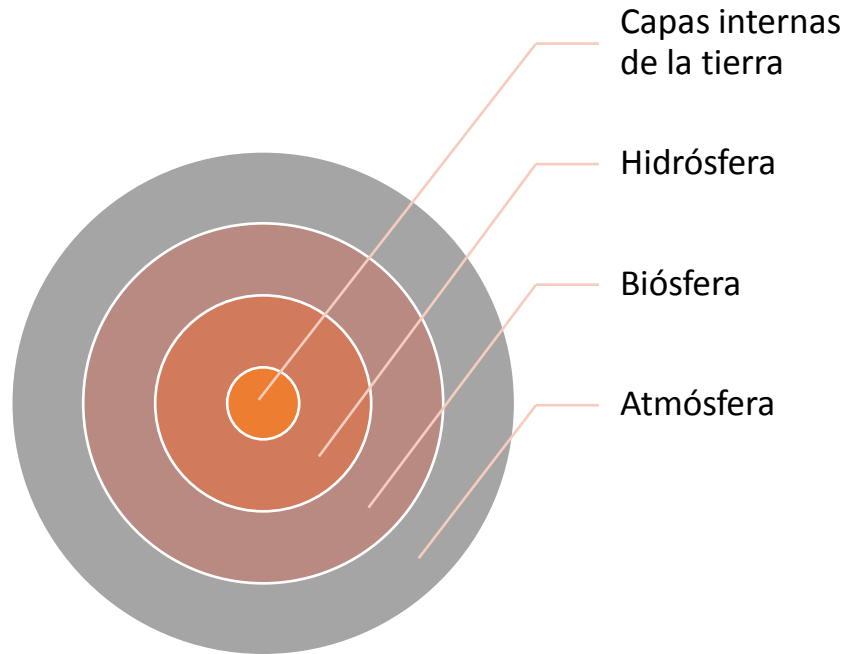 Capas internas
de la tierra
Hidrósfera
Biósfera
Atmósfera